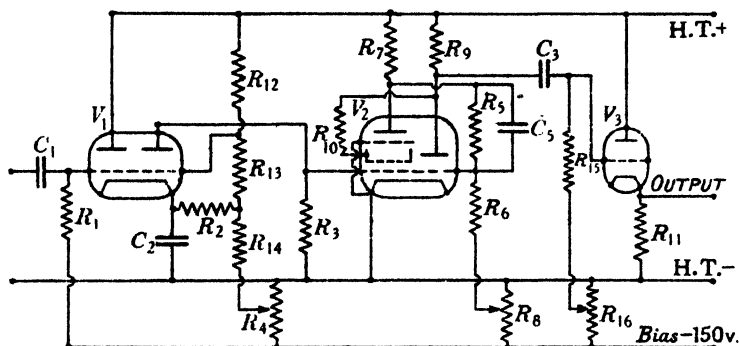 H.T.+
R7
R9
C3
R12
V1
V2
R5
V3
C1
R10
C5
R13
R15
OUTPUT
R1
R2
R3
R6
C2
R14
R11
H.T.-
R4
R8
R16
Bias-150v.